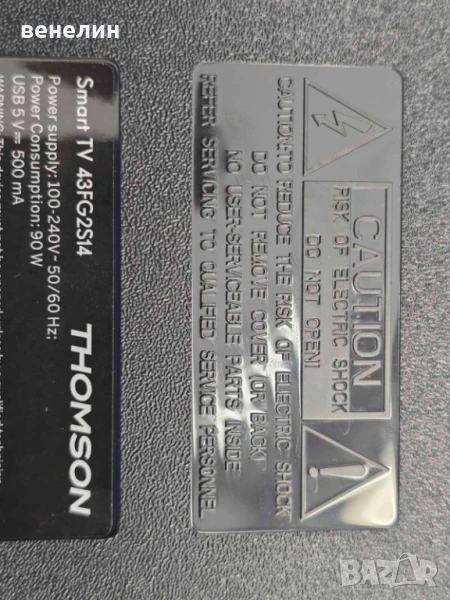 венелин
THOMSON
Smart TV 43FG2S14
Power supply: 100-240V~ 50/60 Hz;
Power Consumption: 90 W
USB 5 V⎓ 500 mA
CAUTION
RISK OF ELECTRIC SHOCK
DO NOT OPEN!
CAUTION-TO REDUCE THE RISK OF ELECTRIC SHOCK
DO NOT REMOVE COVER (OR BACK)
NO USER-SERVICEABLE PARTS INSIDE
REFER SERVICING TO QUALIFIED SERVICE PERSONNEL
BAZAR.BG